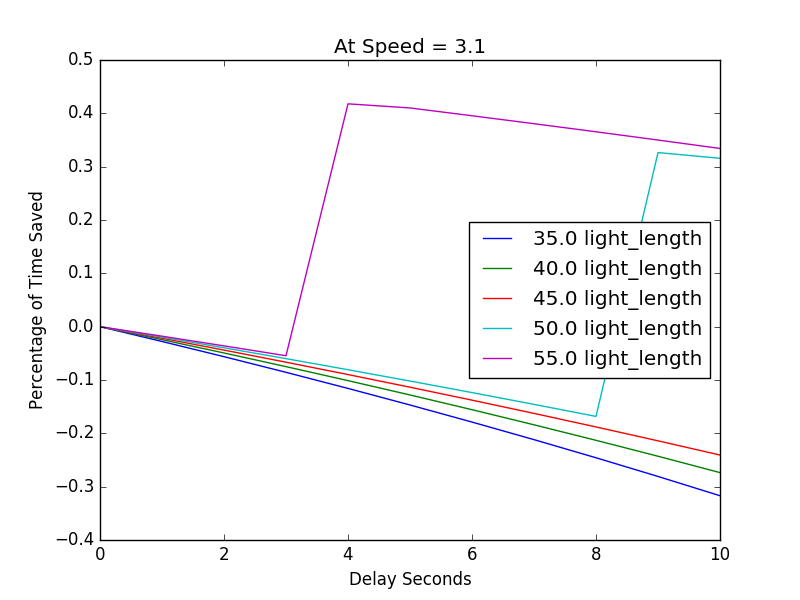 At Speed = 3.1
0.5
0.4
0.3
0.2
0.1
0.0
−0.1
−0.2
−0.3
−0.4
Percentage of Time Saved
35.0 light_length
40.0 light_length
45.0 light_length
50.0 light_length
55.0 light_length
0 2 4 6 8 10
Delay Seconds